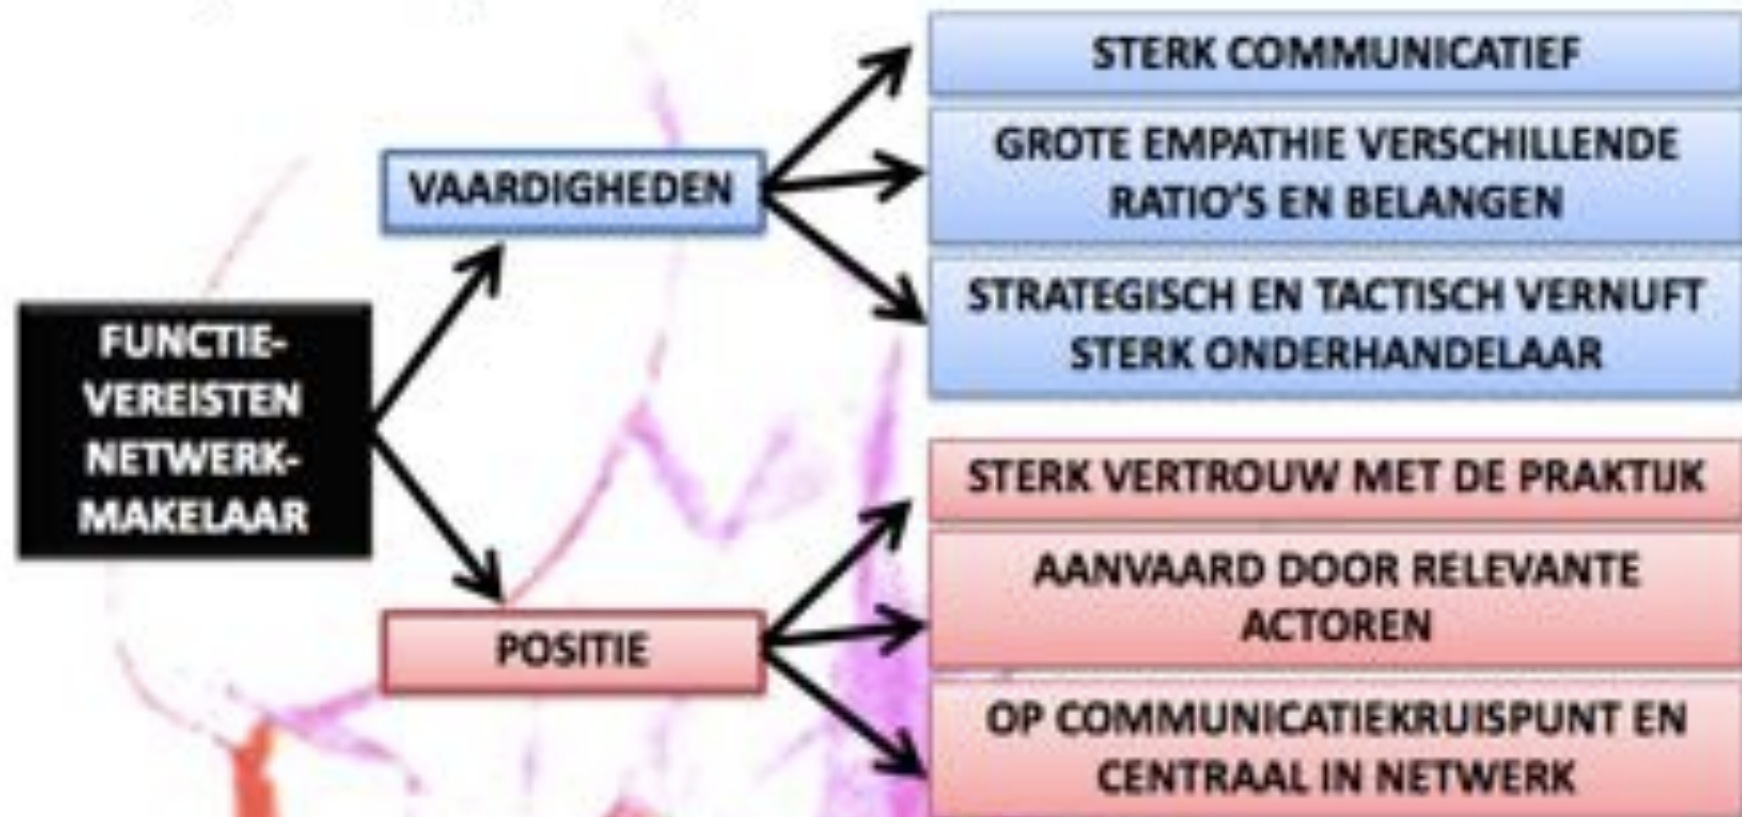 FUNCTIE-
VEREISTEN
NETWERK-
MAKELAAR
VAARDIGHEDEN
STERK COMMUNICATIEF
GROTE EMPATHIE VERSCHILLENDE
RATIO'S EN BELANGEN
STRATEGISCH EN TACTISCH VERNUFT
STERK ONDERHANDELAAR
POSITIE
STERK VERTROUW MET DE PRAKTIJK
AANVAARD DOOR RELEVANTE
ACTOREN
OP COMMUNICATIEKRUISPUNT EN
CENTRAAL IN NETWERK